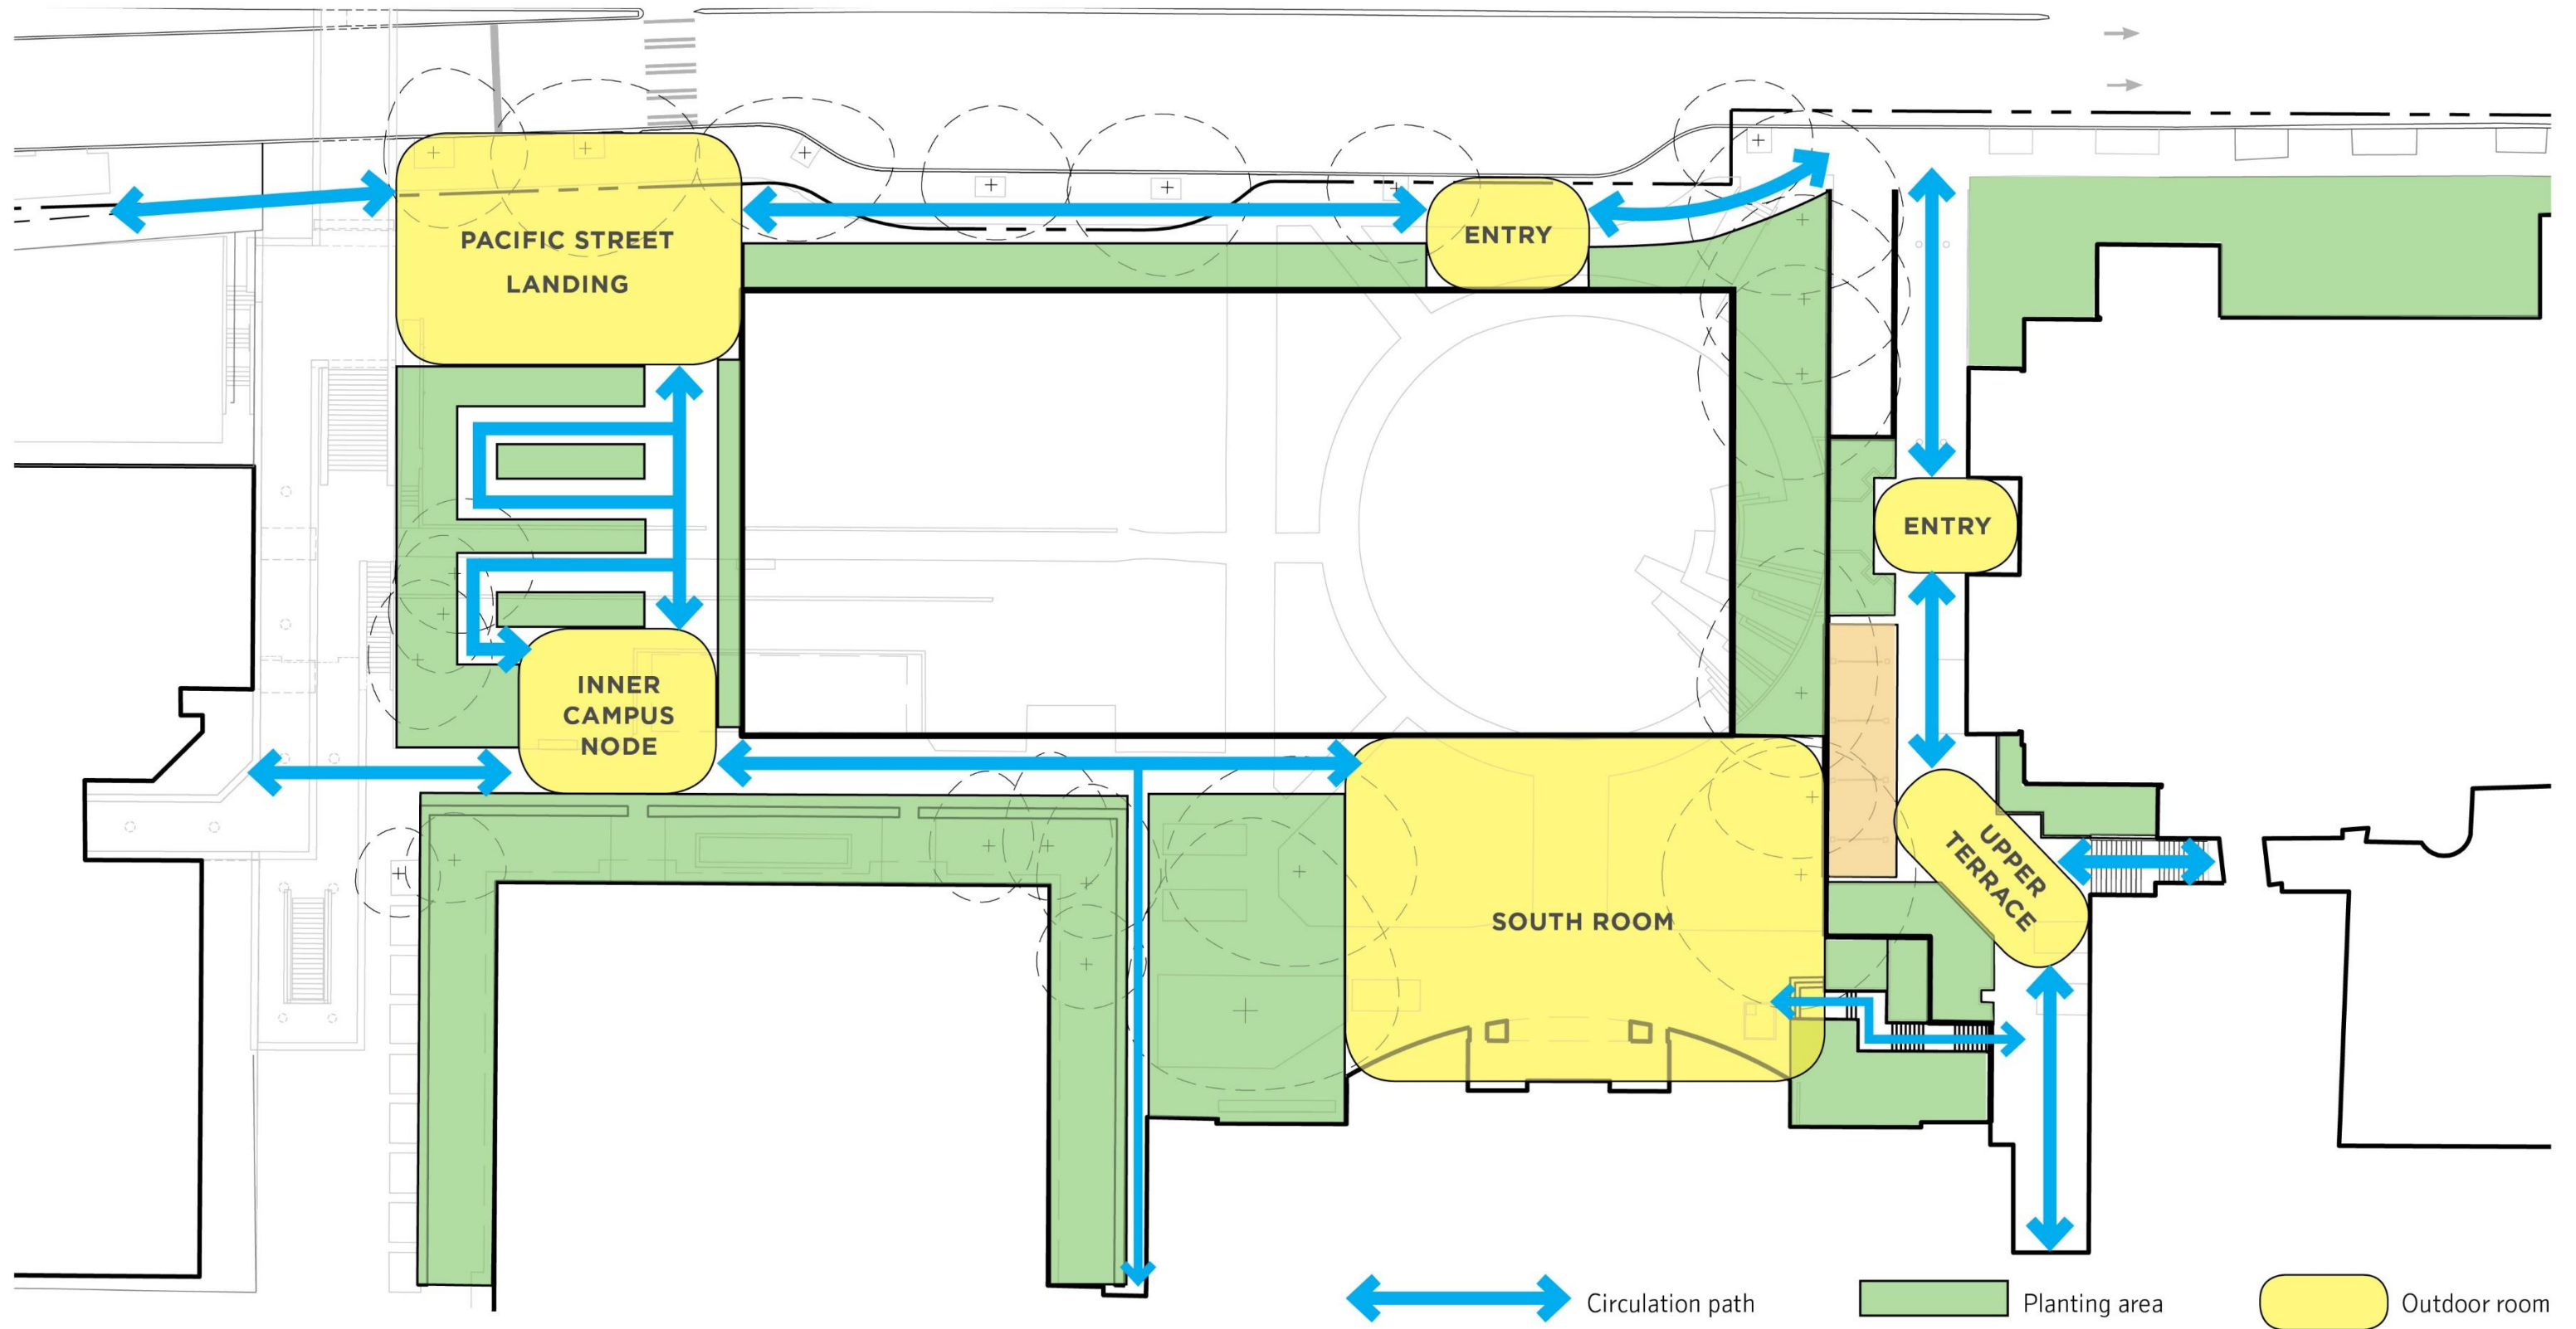 PACIFIC STREET
LANDING
ENTRY
ENTRY
INNER
CAMPUS
NODE
UPPER
TERRACE
SOUTH ROOM
Circulation path
Planting area
Outdoor room